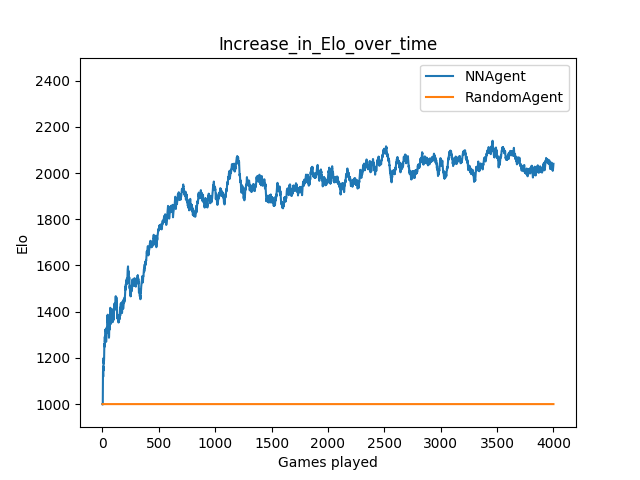 Increase_in_Elo_over_time
NNAgent
RandomAgent
2400
2200
2000
1800
1600
1400
1200
1000
Elo
0 500 1000 1500 2000 2500 3000 3500 4000
Games played